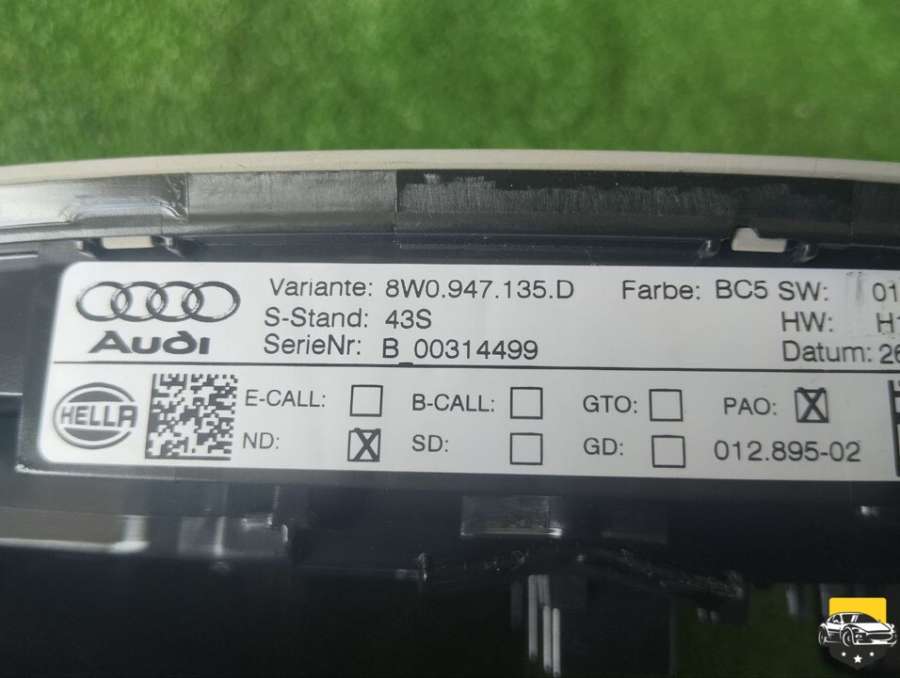 Variante: 8W0.947.135.D Farbe: BC5 SW: 01
S-Stand: 43S HW: H1
Audi SerieNr: B_00314499 Datum: 26
HELLA E-CALL: ☐ B-CALL: ☐ GTO: ☐ PAO: ☒
ND: ☒ SD: ☐ GD: ☐ 012.895-02